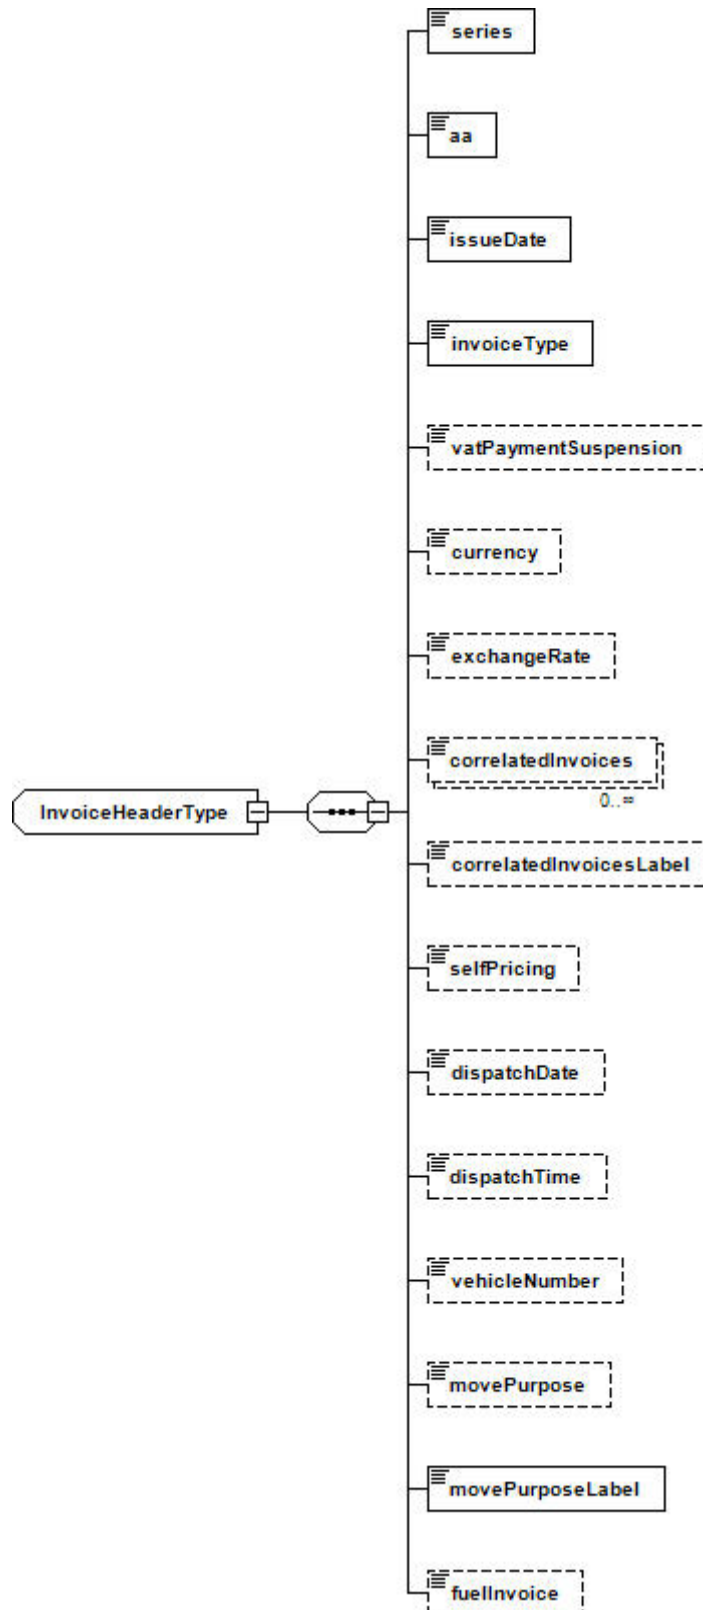 series
aa
issueDate
invoiceType
vatPaymentSuspension
currency
exchangeRate
correlatedInvoices
0..∞
InvoiceHeaderType
correlatedInvoicesLabel
selfPricing
dispatchDate
dispatchTime
vehicleNumber
movePurpose
movePurposeLabel
fuelInvoice